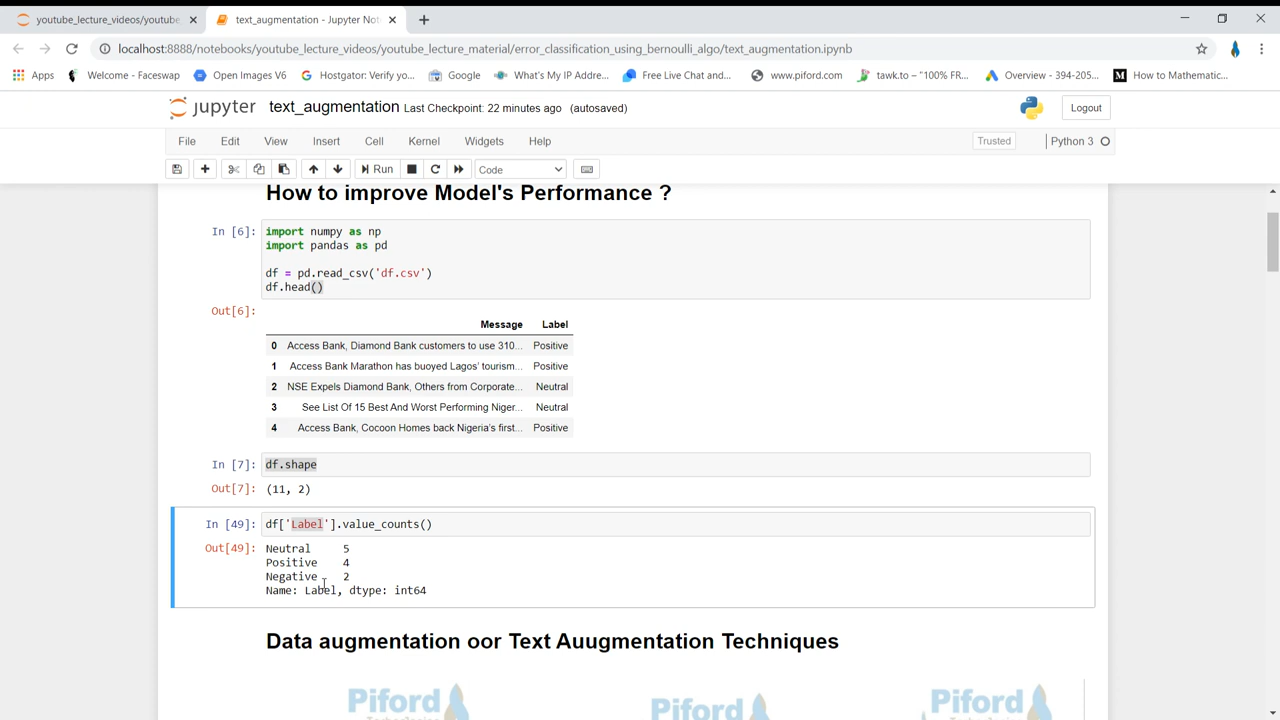 youtube_lecture_videos/youtube
text_augmentation - Jupyter Not
localhost:8888/notebooks/youtube_lecture_videos/youtube_lecture_material/error_classification_using_bernoulli_algo/text_augmentation.ipynb
Apps Welcome - Faceswap Open Images V6 Hostgator: Verify yo... Google What's My IP Addre... Free Live Chat and... www.piford.com tawk.to – "100% FR... Overview - 394-205... How to Mathematic...
jupyter text_augmentation Last Checkpoint: 22 minutes ago (autosaved) Logout
File Edit View Insert Cell Kernel Widgets Help Trusted Python 3
Run Code
How to improve Model's Performance ?
In [6]: import numpy as np
import pandas as pd
df = pd.read_csv('df.csv')
df.head()
Out[6]:
Message Label
0 Access Bank, Diamond Bank customers to use 310... Positive
1 Access Bank Marathon has buoyed Lagos' tourism... Positive
2 NSE Expels Diamond Bank, Others from Corporate... Neutral
3 See List Of 15 Best And Worst Performing Niger... Neutral
4 Access Bank, Cocoon Homes back Nigeria's first... Positive
In [7]: df.shape
Out[7]: (11, 2)
In [49]: df['Label'].value_counts()
Out[49]: Neutral 5
Positive 4
Negative 2
Name: Label, dtype: int64
Data augmentation oor Text Auugmentation Techniques
Piford Piford Piford